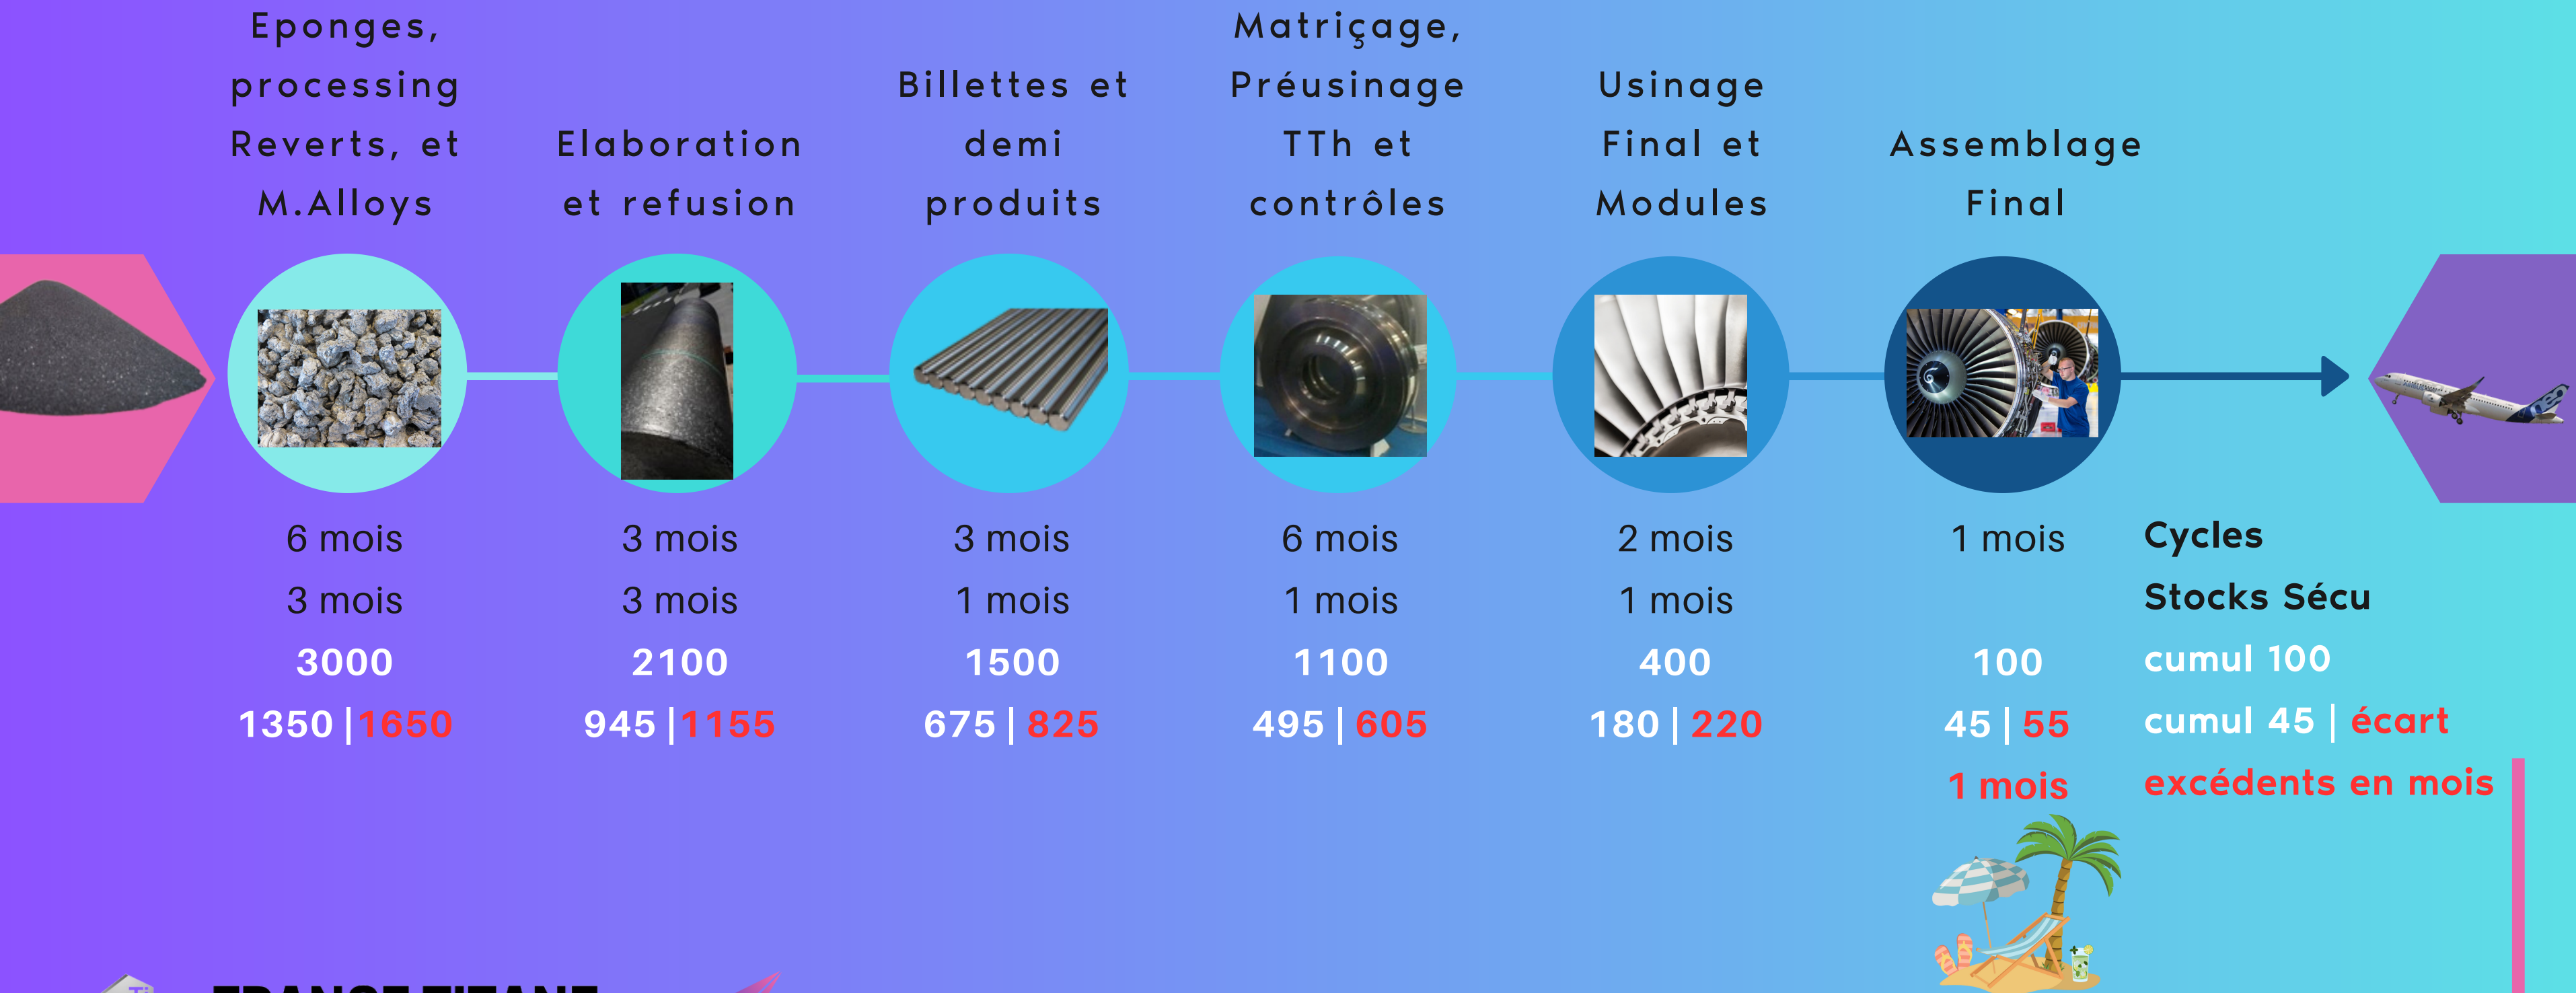 Eponges,
processing
Reverts, et
M.Alloys
Elaboration
et refusion
Billettes et
demi
produits
Matriçage,
Préusinage
TTh et
contrôles
Usinage
Final et
Modules
Assemblage
Final
6 mois 3 mois 3 mois 6 mois 2 mois 1 mois Cycles
3 mois 3 mois 1 mois 1 mois 1 mois Stocks Sécu
3000 2100 1500 1100 400 100 cumul 100
1350 |1650 945 |1155 675 | 825 495 | 605 180 | 220 45 | 55 cumul 45 | écart
1 mois excédents en mois
Ti
FRANCE TITANE